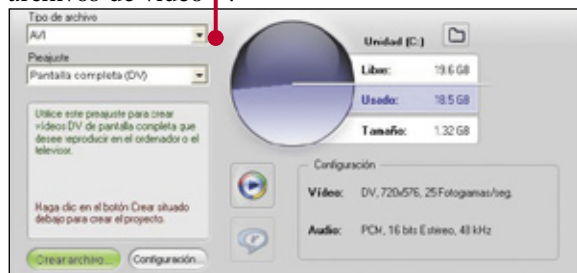 archivos de vídeo".
Tipo de archivo
AVI
Preajuste
Pantalla completa (DV)
Utilice este preajuste para crear
vídeos DV de pantalla completa que
desee reproducir en el ordenador o el
televisor.
Haga clic en el botón Crear situado
debajo para crear el proyecto.
Crear archivo...
Configuración...
Unidad (C:)
Libre: 19.6 GB
Usado: 18.5 GB
Tamaño: 1.32 GB
Configuración
Vídeo: DV, 720x576, 25 Fotogramas/seg.
Audio: PCM, 16 bits Estéreo, 48 kHz